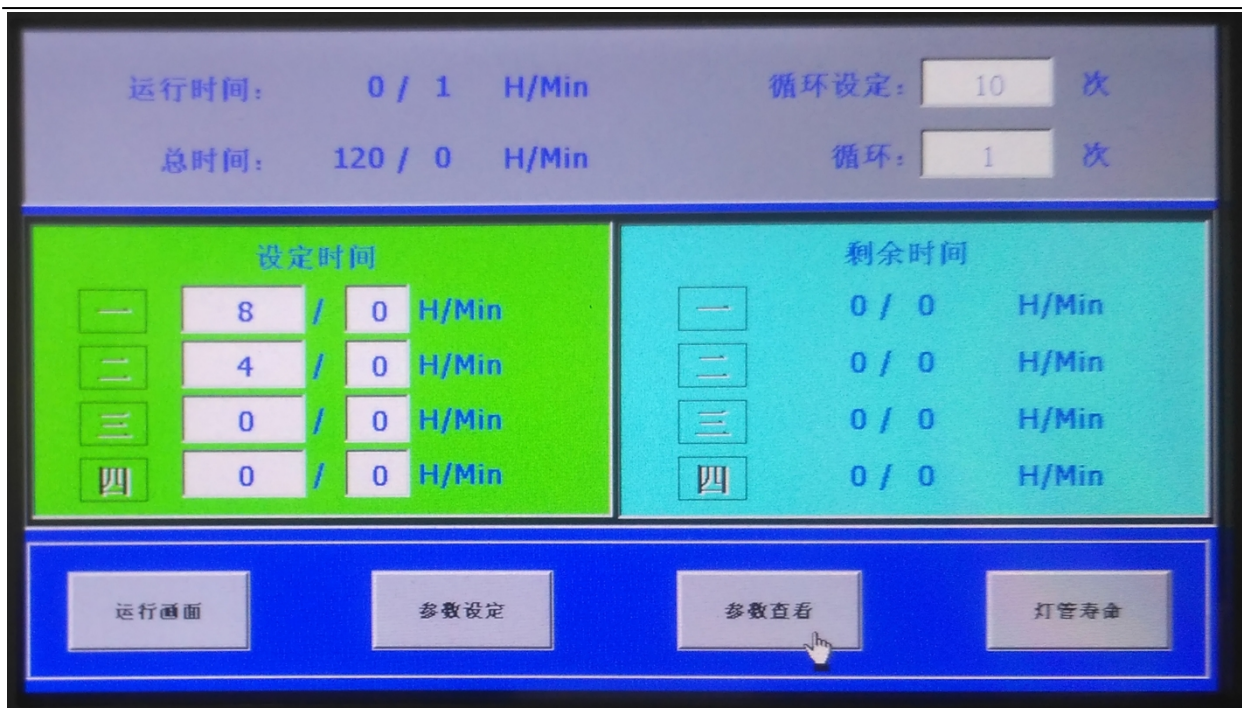 运行时间： 0 / 1 H/Min 循环设定： 10 次
总时间： 120 / 0 H/Min 循环： 1 次
设定时间 剩余时间
一 8 / 0 H/Min 一 0 / 0 H/Min
二 4 / 0 H/Min 二 0 / 0 H/Min
三 0 / 0 H/Min 三 0 / 0 H/Min
四 0 / 0 H/Min 四 0 / 0 H/Min
运行画面 参数设定 参数查看 灯管寿命